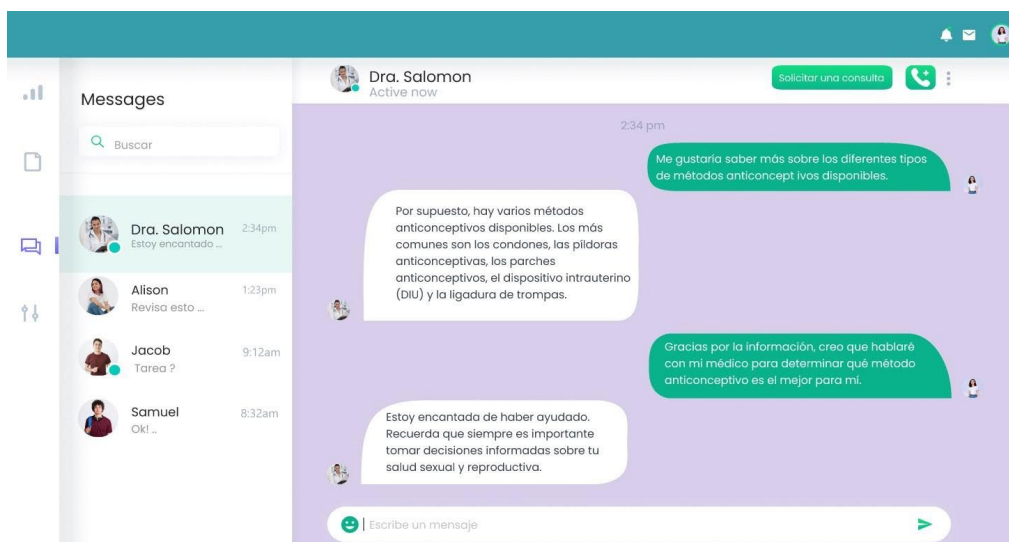 Messages
Buscar
Dra. Salomon 2:34pm
Estoy encantado ...
Alison 1:23pm
Revisa esto ...
Jacob 9:12am
Tarea ?
Samuel 8:32am
Ok! ..
Dra. Salomon
Active now
Solicitar una consulta
2:34 pm
Me gustaría saber más sobre los diferentes tipos
de métodos anticoncept ivos disponibles.
Por supuesto, hay varios métodos
anticonceptivos disponibles. Los más
comunes son los condones, las píldoras
anticonceptivas, los parches
anticonceptivos, el dispositivo intrauterino
(DIU) y la ligadura de trompas.
Gracias por la información, creo que hablaré
con mi médico para determinar qué método
anticonceptivo es el mejor para mí.
Estoy encantada de haber ayudado.
Recuerda que siempre es importante
tomar decisiones informadas sobre tu
salud sexual y reproductiva.
Escribe un mensaje